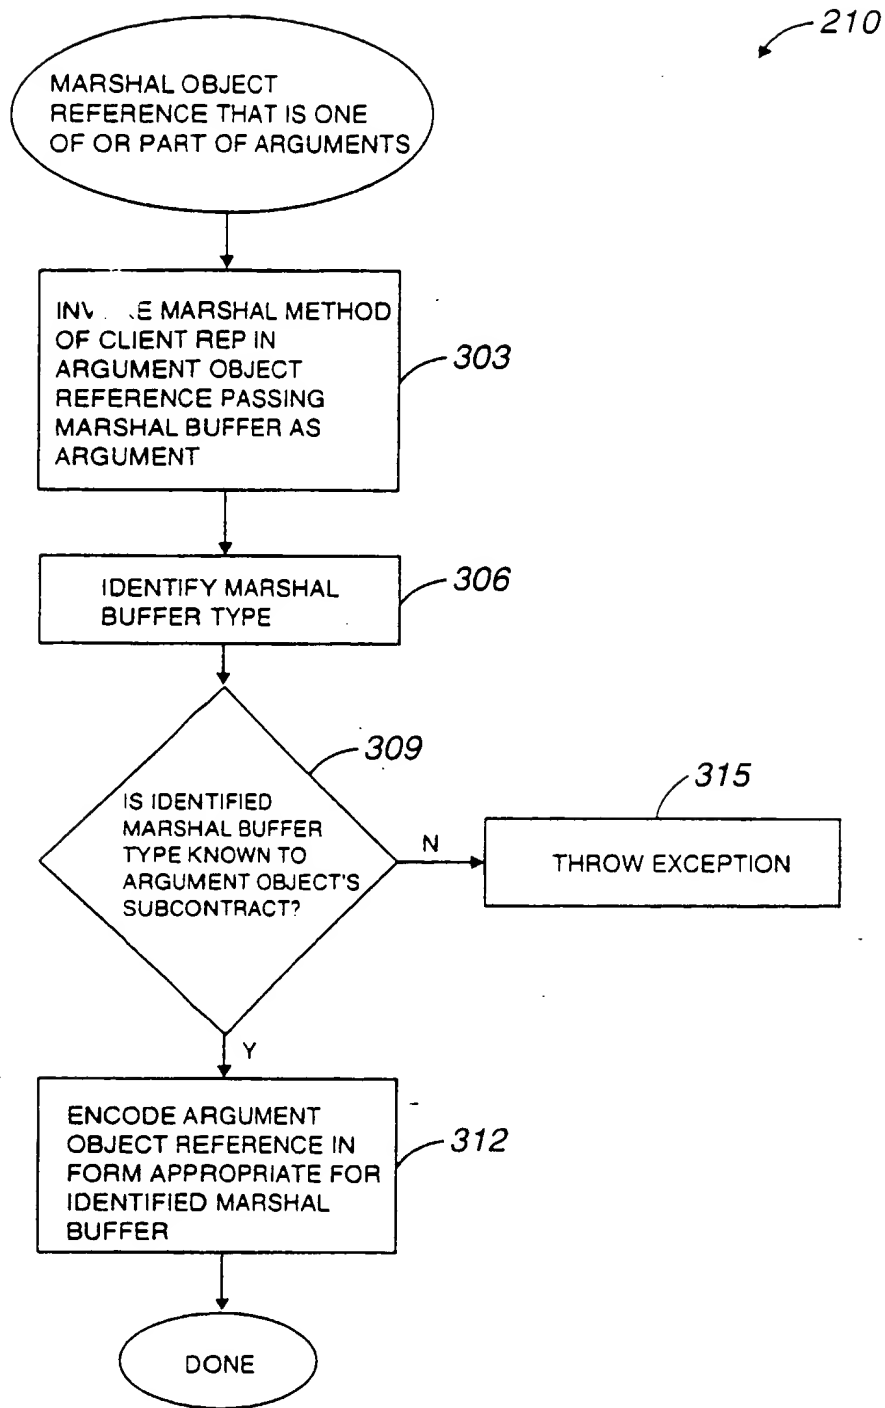 210
MARSHAL OBJECT
REFERENCE THAT IS ONE
OF OR PART OF ARGUMENTS
MARSHAL METHOD
OF CLIENT REP IN
ARGUMENT OBJECT
REFERENCE PASSING
MARSHAL BUFFER AS
ARGUMENT
303
IDENTIFY MARSHAL
BUFFER TYPE
306
309
IS IDENTIFIED
MARSHAL BUFFER
TYPE KNOWN TO
ARGUMENT OBJECT'S
SUBCONTRACT?
N
315
THROW EXCEPTION
Y
ENCODE ARGUMENT
OBJECT REFERENCE IN
FORM APPROPRIATE FOR
IDENTIFIED MARSHAL
BUFFER
312
DONE